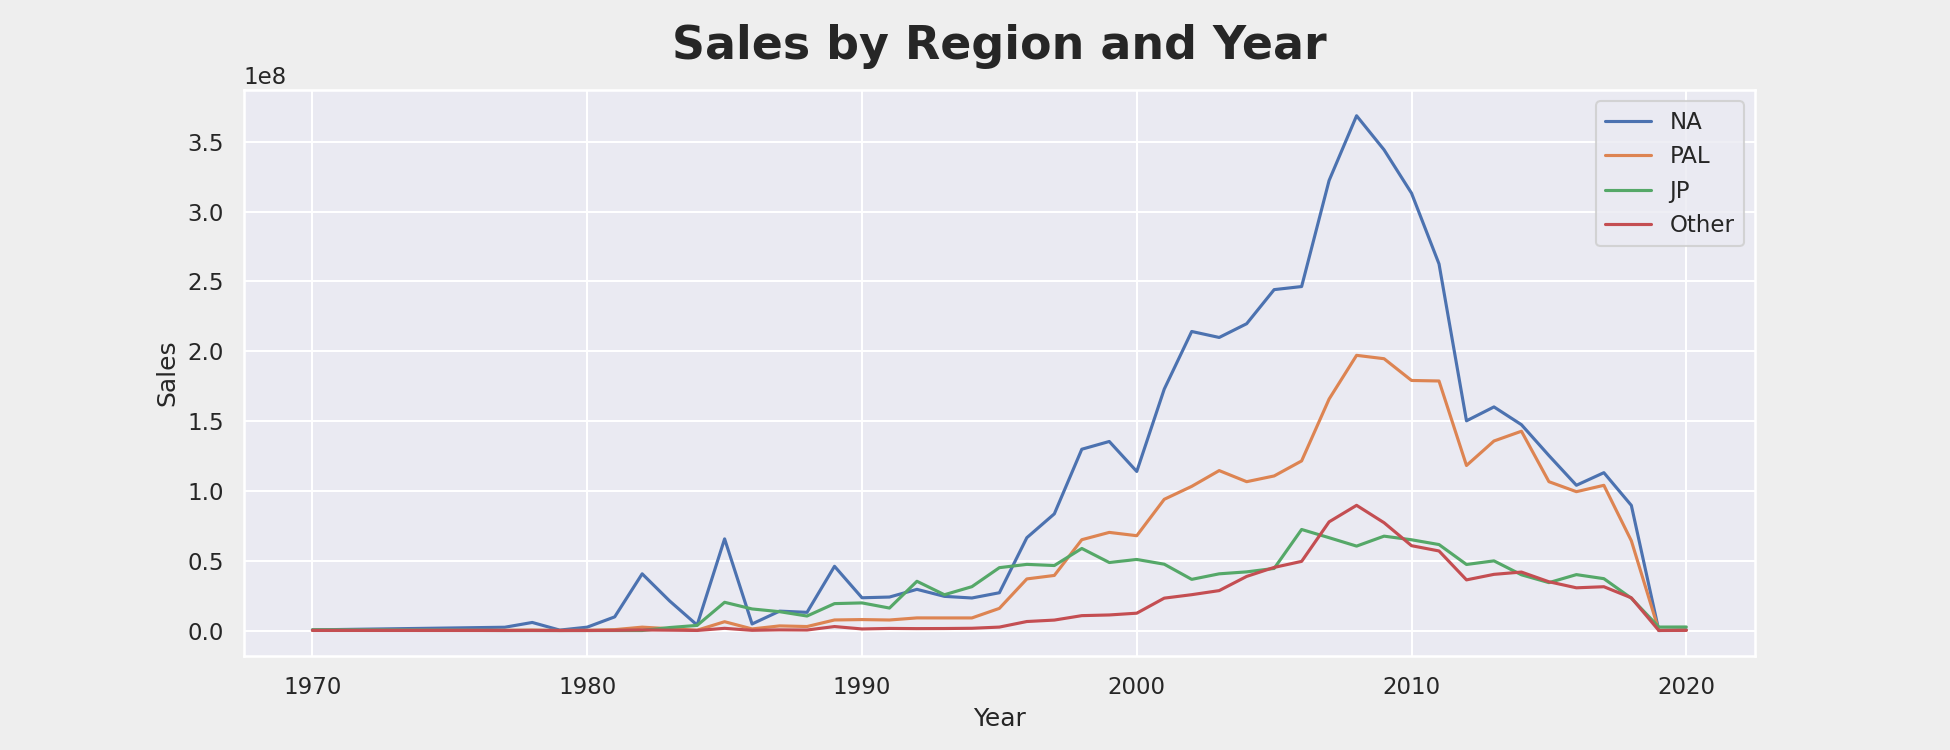 Sales by Region and Year
1e8
3.5
3.0
2.5
2.0
1.5
1.0
0.5
0.0
Sales
NA
PAL
JP
Other
1970 1980 1990 2000 2010 2020
Year